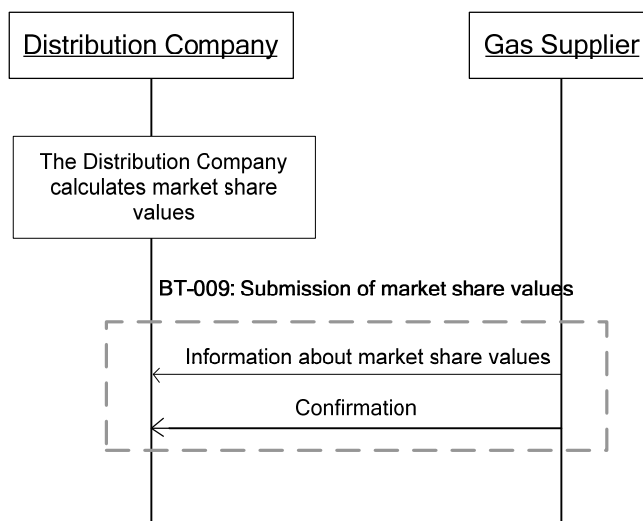 Distribution Company
Gas Supplier
The Distribution Company
calculates market share
values
BT-009: Submission of market share values
Information about market share values
Confirmation